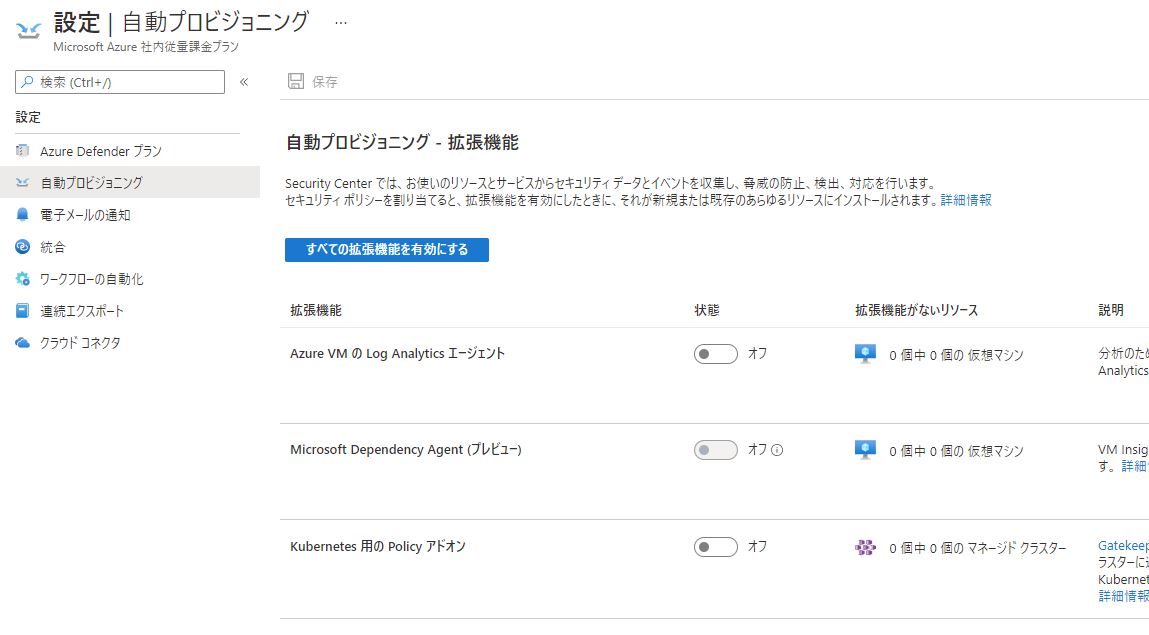 設定 | 自動プロビジョニング …
Microsoft Azure 社内従量課金プラン
検索 (Ctrl+/)
«
保存
設定
Azure Defender プラン
自動プロビジョニング
電子メールの通知
統合
ワークフローの自動化
連続エクスポート
クラウド コネクタ
自動プロビジョニング - 拡張機能
Security Center では、お使いのリソースとサービスからセキュリティ データとイベントを収集し、脅威の防止、検出、対応を行います。
セキュリティ ポリシーを割り当てると、拡張機能を有効にしたときに、それが新規または既存のあらゆるリソースにインストールされます。詳細情報
すべての拡張機能を有効にする
拡張機能 状態 拡張機能がないリソース 説明
Azure VM の Log Analytics エージェント オフ 0 個中 0 個の 仮想マシン 分析のため
Analytics
Microsoft Dependency Agent (プレビュー) オフ 0 個中 0 個の 仮想マシン VM Insig
す。詳細
Kubernetes 用の Policy アドオン オフ 0 個中 0 個の マネージド クラスター Gatekeep
ラスターに
Kubernet
詳細情報